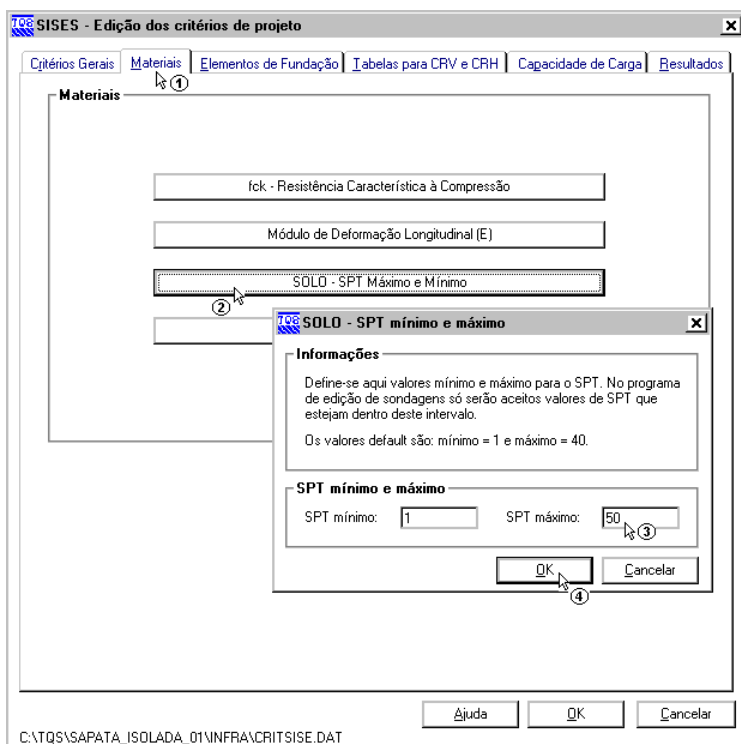 TQS SISES - Edição dos critérios de projeto
Critérios Gerais Materiais Elementos de Fundação Tabelas para CRV e CRH Capacidade de Carga Resultados
1
Materiais
fck - Resistência Característica à Compressão
Módulo de Deformação Longitudinal (E)
SOLO - SPT Máximo e Mínimo
2
TQS SOLO - SPT mínimo e máximo
Informações
Define-se aqui valores mínimo e máximo para o SPT. No programa
de edição de sondagens só serão aceitos valores de SPT que
estejam dentro deste intervalo.
Os valores default são: mínimo = 1 e máximo = 40.
SPT mínimo e máximo
SPT mínimo: 1 SPT máximo: 50
3
OK Cancelar
4
Ajuda OK Cancelar
C:\TQS\SAPATA_ISOLADA_01\INFRA\CRITSISE.DAT